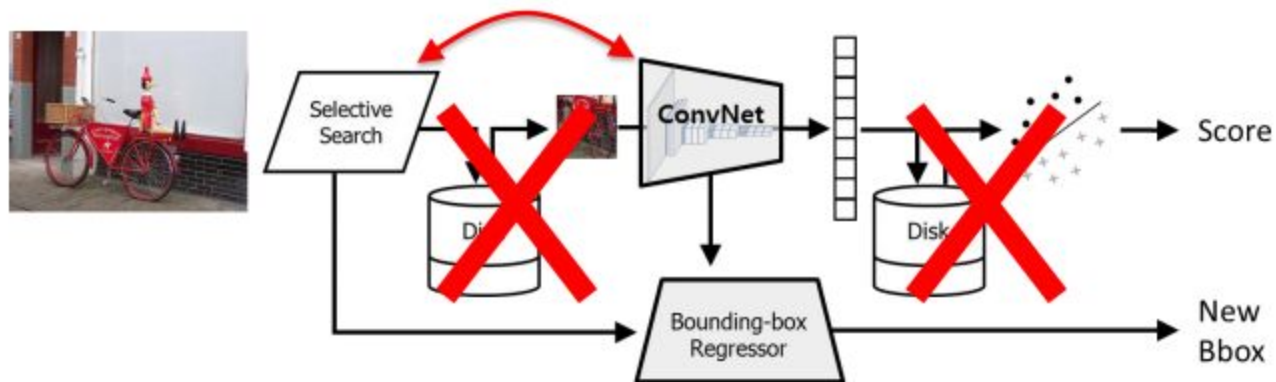 Selective
Search
ConvNet
Disk
Score
Bounding-box
Regressor
New
Bbox